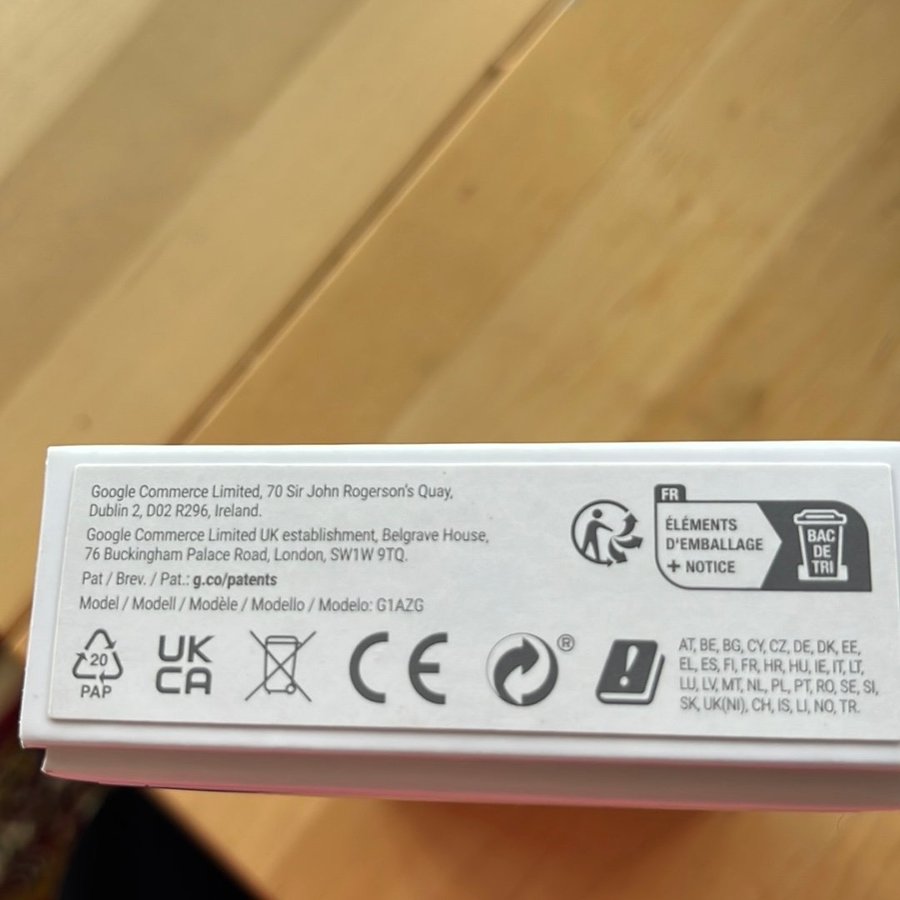 Google Commerce Limited, 70 Sir John Rogerson's Quay,
Dublin 2, D02 R296, Ireland.
Google Commerce Limited UK establishment, Belgrave House,
76 Buckingham Palace Road, London, SW1W 9TQ.
Pat / Brev. / Pat.: g.co/patents
Model / Modell / Modèle / Modello / Modelo: G1AZG
FR
ÉLÉMENTS
D'EMBALLAGE
+ NOTICE
BAC
DE
TRI
20
PAP
UK
CA
CE
®
!
AT, BE, BG, CY, CZ, DE, DK, EE,
EL, ES, FI, FR, HR, HU, IE, IT, LT,
LU, LV, MT, NL, PL, PT, RO, SE, SI,
SK, UK(NI), CH, IS, LI, NO, TR.